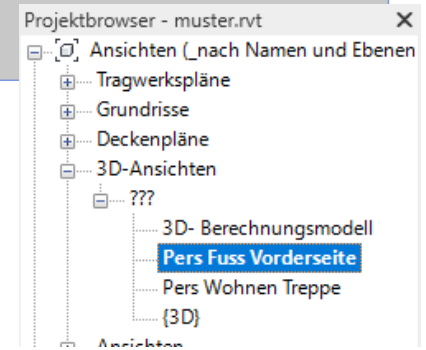 Projektbrowser - muster.rvt
Ansichten (_nach Namen und Ebenen
Tragwerkspläne
Grundrisse
Deckenpläne
3D-Ansichten
???
3D- Berechnungsmodell
Pers Fuss Vorderseite
Pers Wohnen Treppe
{3D}
Ansichten